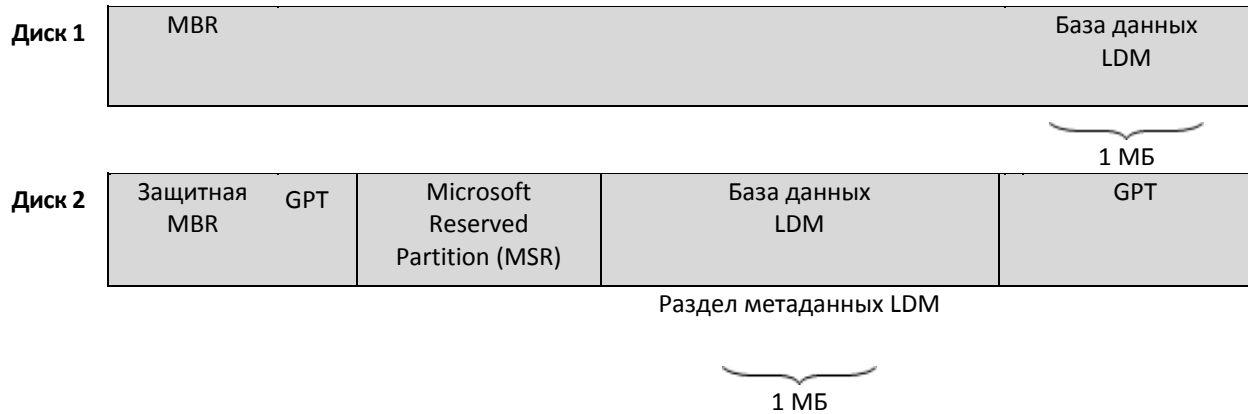 Диск 1
MBR
База данных
LDM
1 МБ
Диск 2
Защитная
MBR
GPT
Microsoft
Reserved
Partition (MSR)
База данных
LDM
GPT
Раздел метаданных LDM
1 МБ